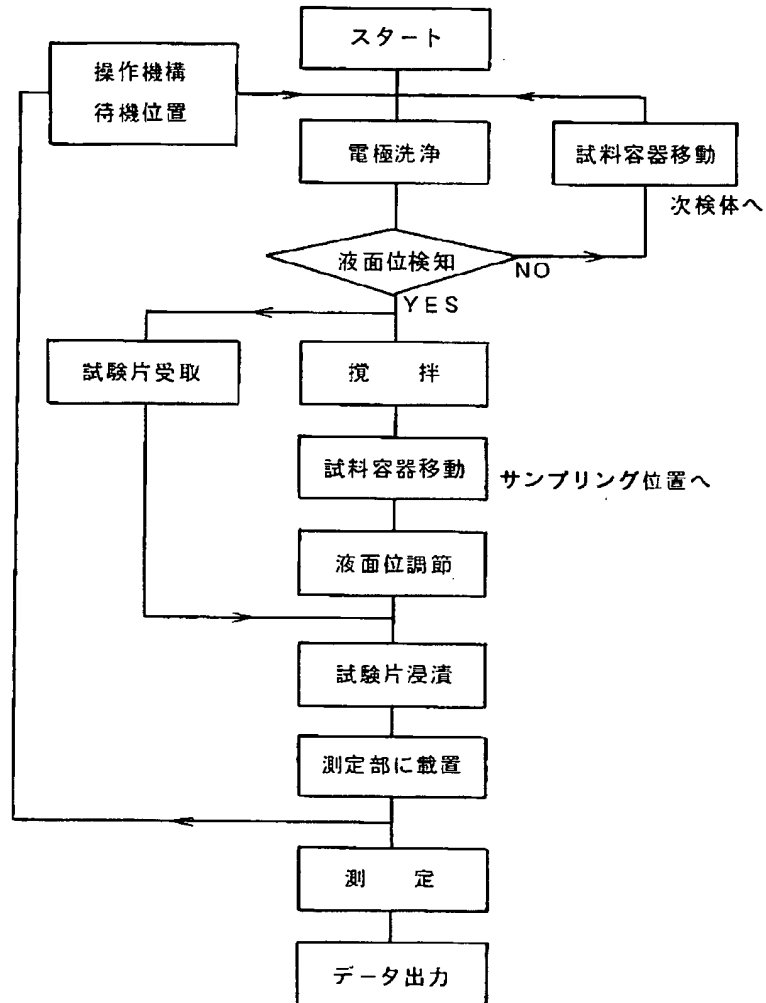 スタート
操作機構
待機位置
電極洗浄
試料容器移動
次検体へ
液面位検知
NO
YES
試験片受取
撹　拌
試料容器移動
サンプリング位置へ
液面位調節
試験片浸漬
測定部に載置
測　定
データ出力